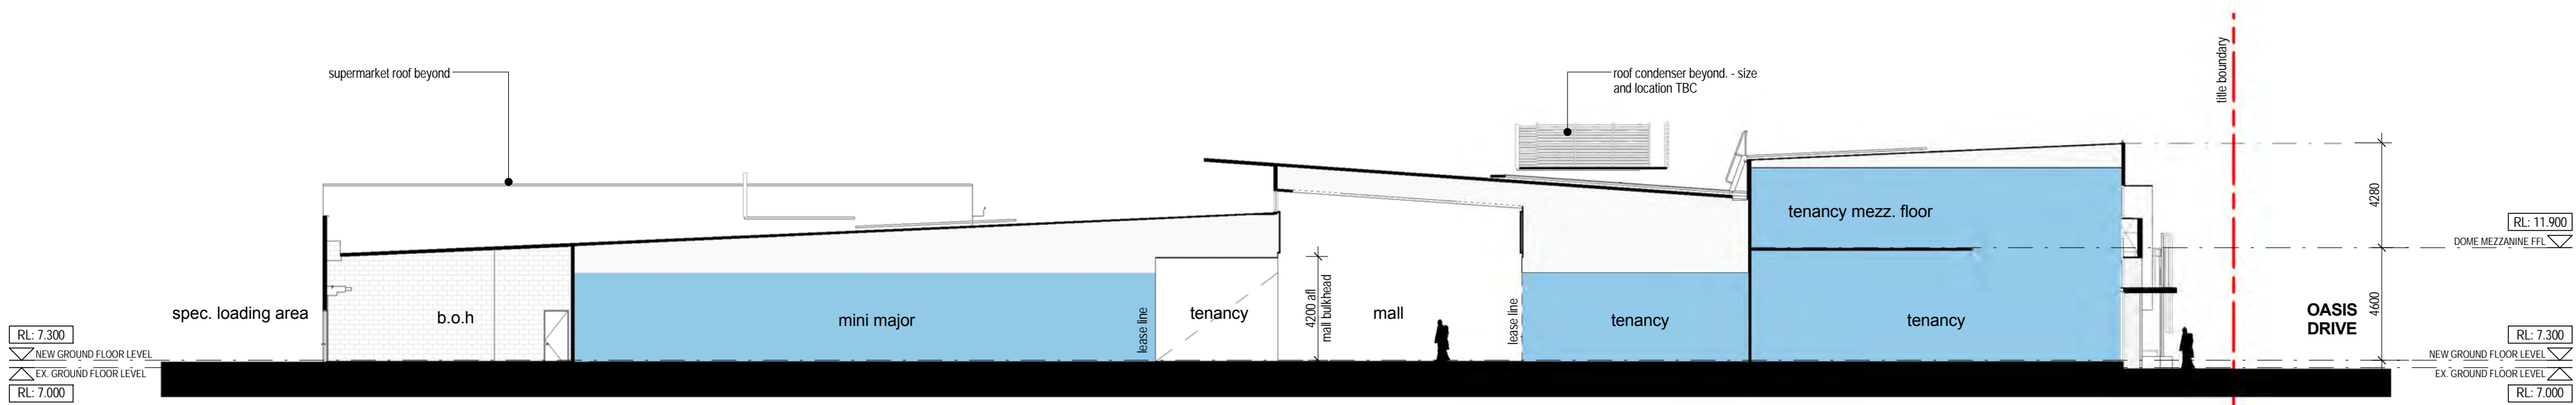 supermarket roof beyond
roof condenser beyond. - size
and location TBC
title boundary
4280
tenancy mezz. floor
RL: 11.900
DOME MEZZANINE FFL
spec. loading area
b.o.h
mini major
lease line
tenancy
4200 afl
mall bulkhead
mall
lease line
tenancy
tenancy
OASIS
DRIVE
4600
RL: 7.300
NEW GROUND FLOOR LEVEL
EX. GROUND FLOOR LEVEL
RL: 7.000
RL: 7.300
NEW GROUND FLOOR LEVEL
EX. GROUND FLOOR LEVEL
RL: 7.000